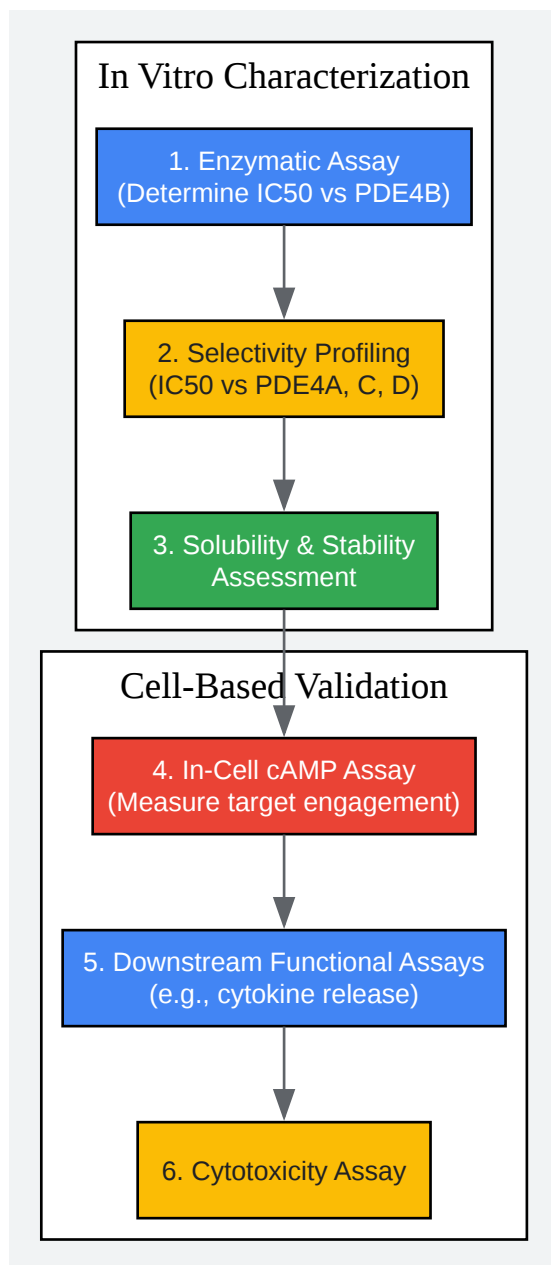 In Vitro Characterization
1. Enzymatic Assay
(Determine IC50 vs PDE4B)
2. Selectivity Profiling
(IC50 vs PDE4A, C, D)
3. Solubility & Stability
Assessment
Cell-Based Validation
4. In-Cell cAMP Assay
(Measure target engagement)
5. Downstream Functional Assays
(e.g., cytokine release)
6. Cytotoxicity Assay